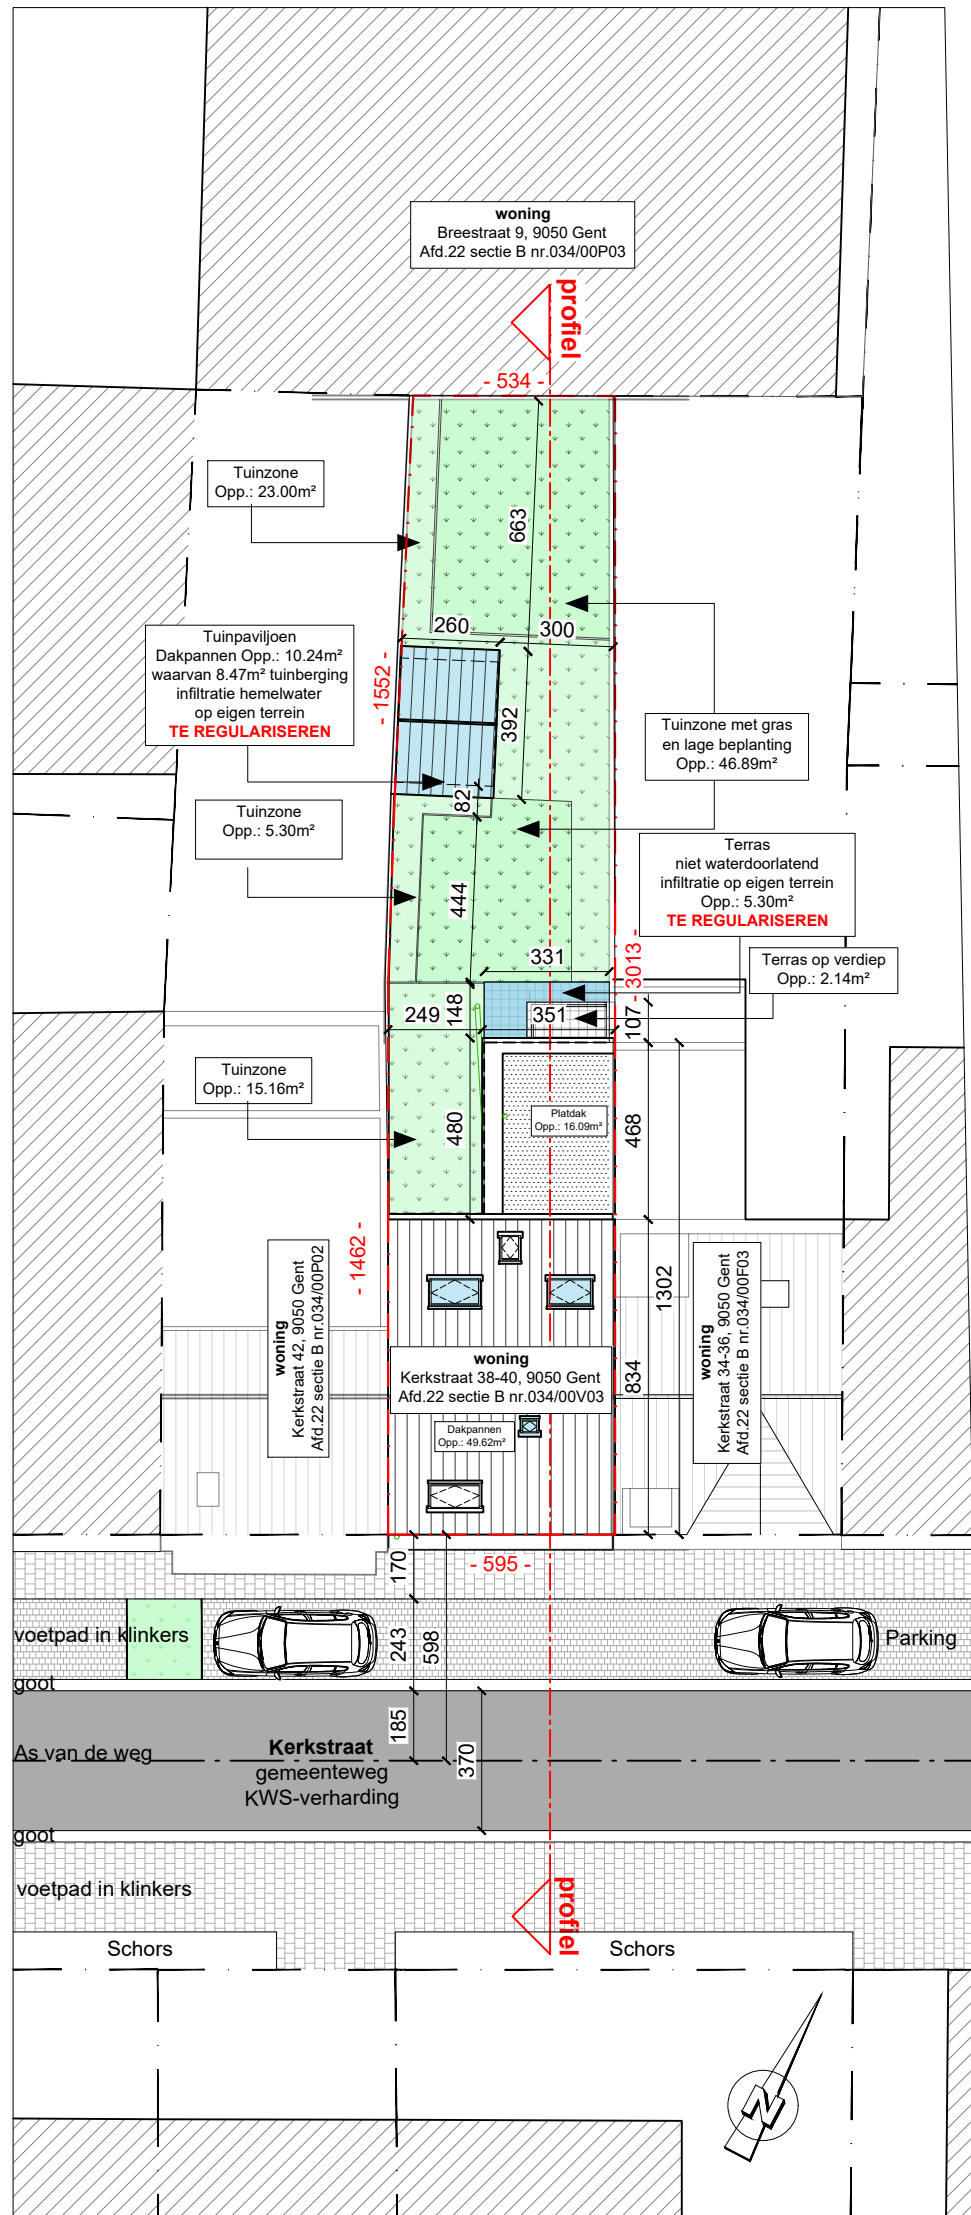 woning
Breestraat 9, 9050 Gent
Afd.22 sectie B nr.034/00P03
profiel
- 534 -
Tuinzone
Opp.: 23.00m²
663
260
300
Tuinpaviljoen
Dakpannen Opp.: 10.24m²
waarvan 8.47m² tuinberging
infiltratie hemelwater
op eigen terrein
TE REGULARISEREN
- 1552 -
392
Tuinzone met gras
en lage beplanting
Opp.: 46.89m²
82
Tuinzone
Opp.: 5.30m²
Terras
niet waterdoorlatend
infiltratie op eigen terrein
Opp.: 5.30m²
TE REGULARISEREN
444
331
- 3013 -
Terras op verdiep
Opp.: 2.14m²
249
148
351
107
Tuinzone
Opp.: 15.16m²
480
Platdak
Opp.: 16.09m²
468
- 1462 -
1302
woning
Kerkstraat 42, 9050 Gent
Afd.22 sectie B nr.034/00P02
woning
Kerkstraat 38-40, 9050 Gent
Afd.22 sectie B nr.034/00V03
834
woning
Kerkstraat 34-36, 9050 Gent
Afd.22 sectie B nr.034/00F03
Dakpannen
Opp.: 49.62m²
170
- 595 -
voetpad in klinkers
243
598
Parking
goot
185
As van de weg
Kerkstraat
gemeenteweg
KWS-verharding
370
goot
voetpad in klinkers
profiel
Schors
Schors
N